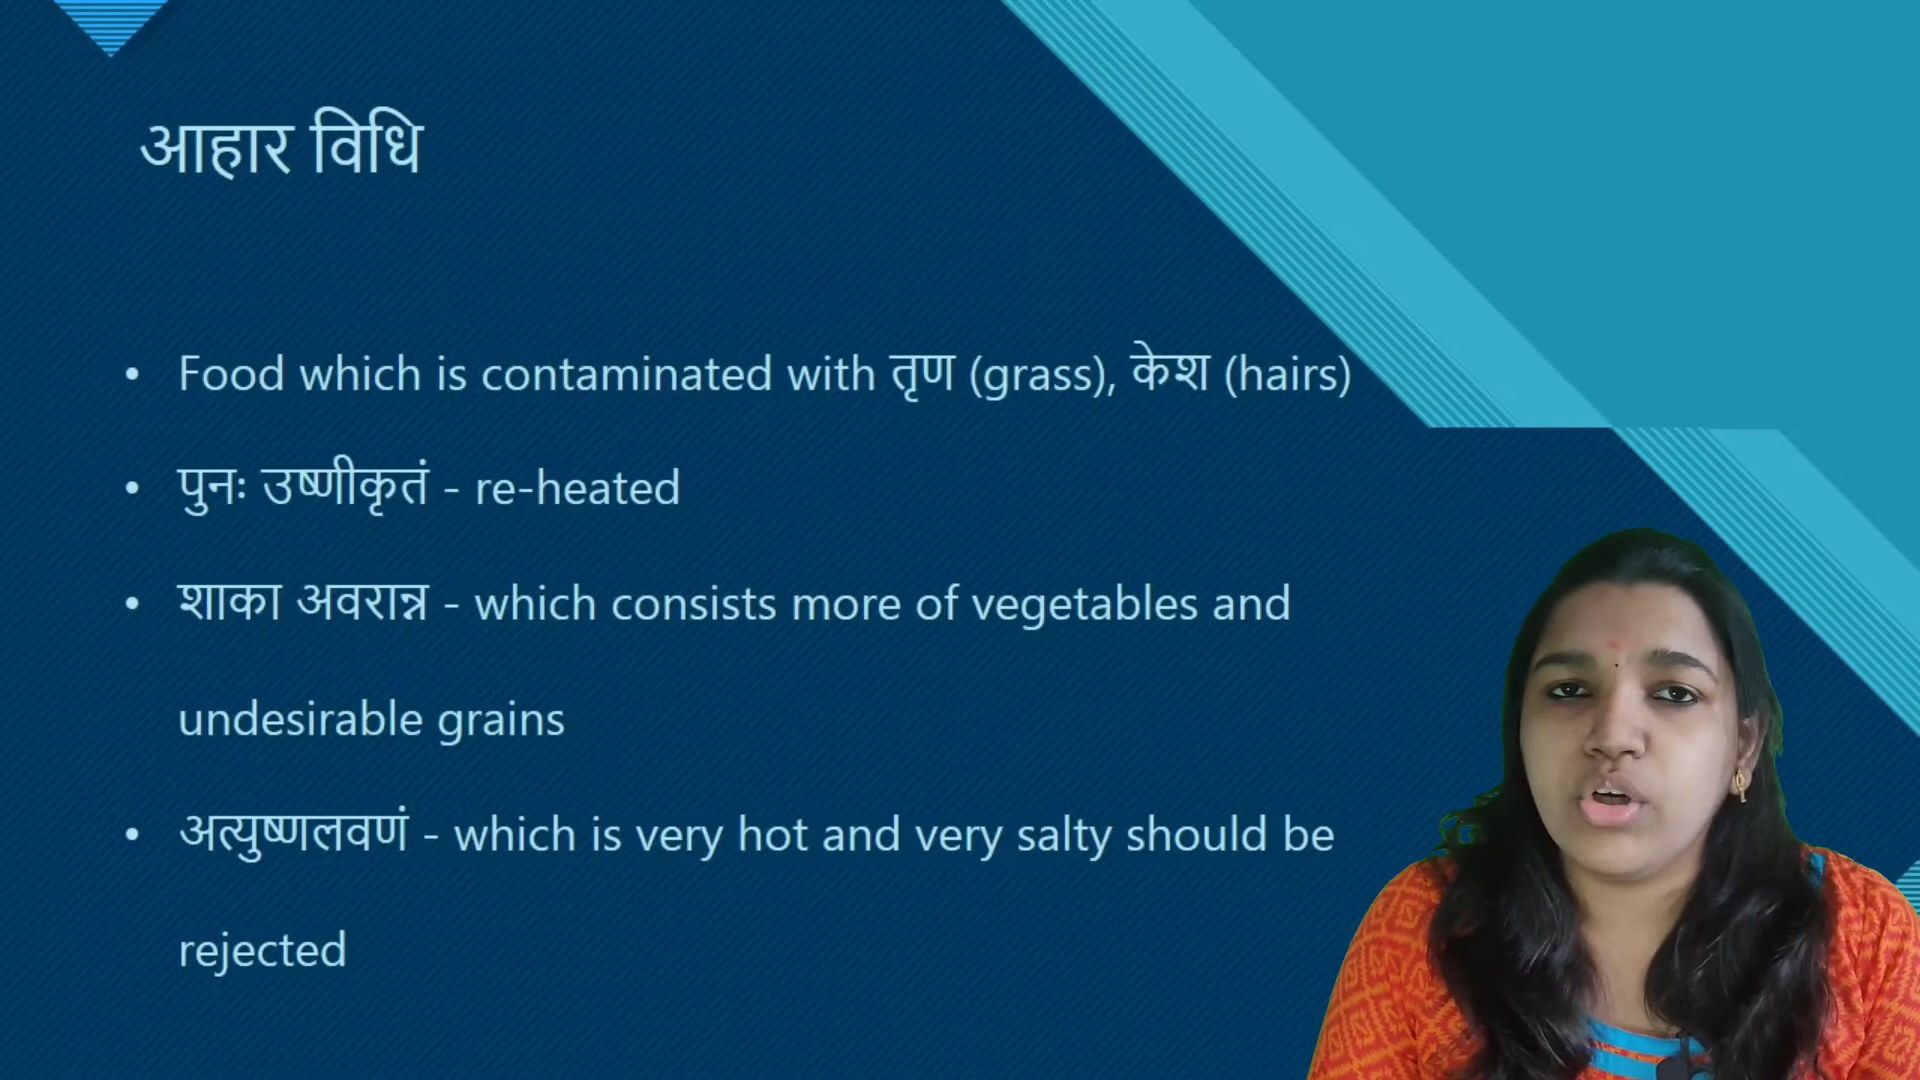 आहार विधि
• Food which is contaminated with तृण (grass), केश (hairs)
• पुनः उष्णीकृतं - re-heated
• शाका अवरान्न - which consists more of vegetables and
undesirable grains
• अत्युष्णलवणं - which is very hot and very salty should be
rejected